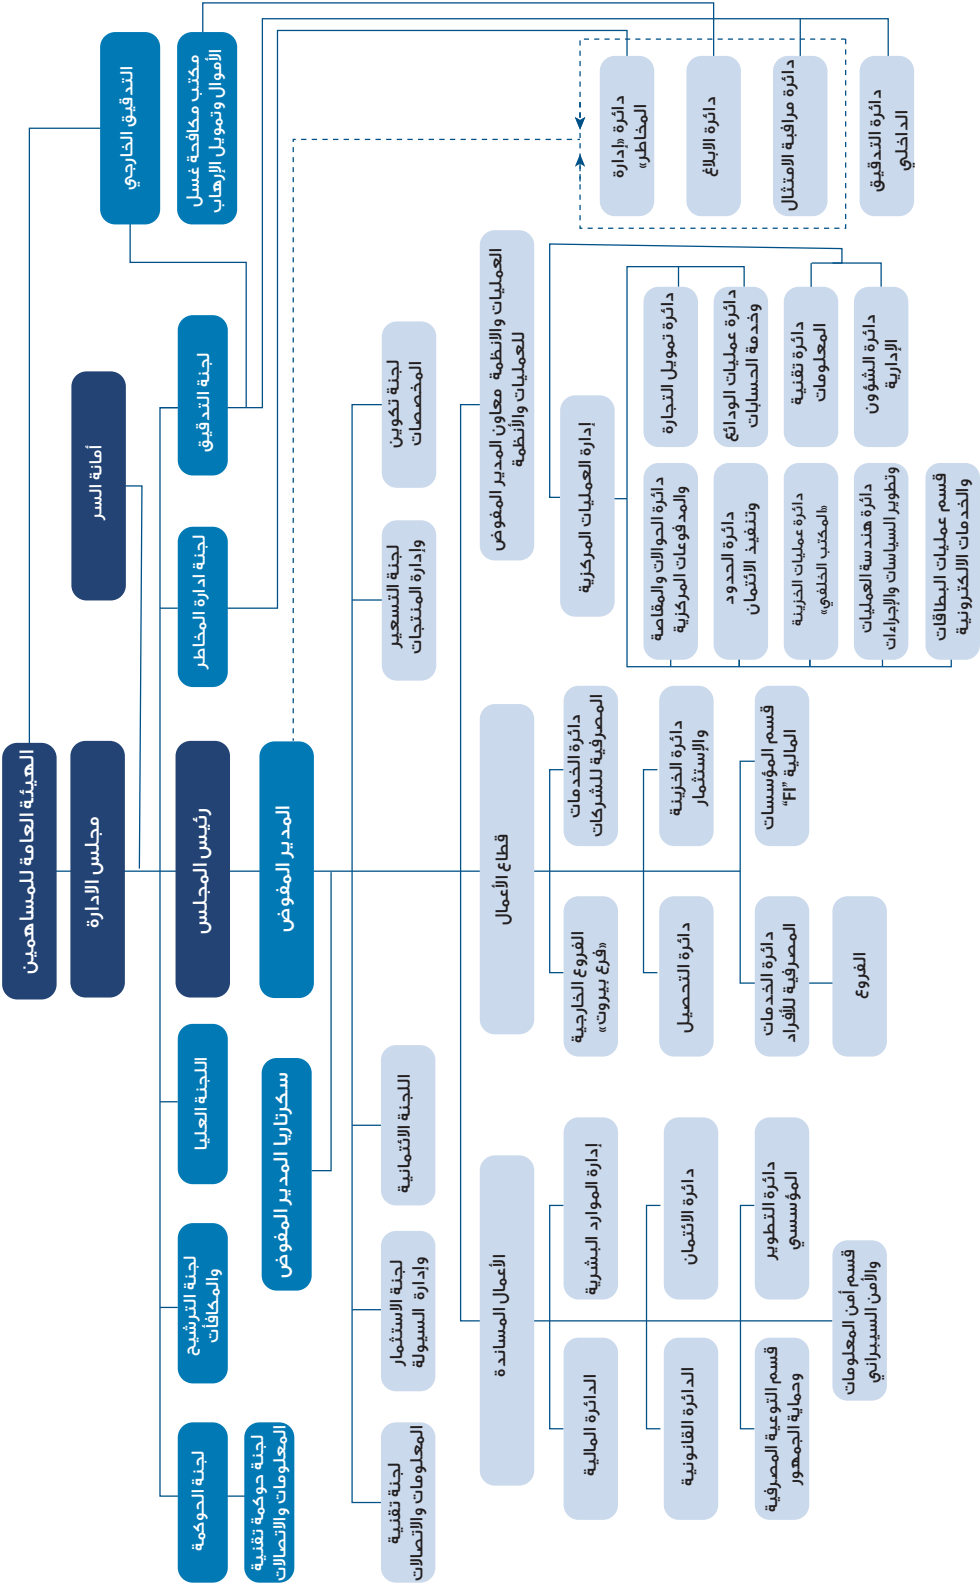 الهيئة العامة للمساهمين
مجلس الادارة
أمانة السر
التدقيق الخارجي
مكتب مكافحة غسل
الأموال وتمويل الإرهاب
رئيس المجلس
لجنة التدقيق
لجنة ادارة المخاطر
اللجنة العليا
لجنة الترشيح
والمكافأت
لجنة الحوكمة
لجنة حوكمة تقنية
المعلومات والاتصالات
المدير المفوض
سكرتاريا المدير المفوض
لجنة تكوين
المخصصات
لجنة التسعير
وإدارة المنتجات
اللجنة الائتمانية
لجنة الاستثمار
وإدارة السيولة
لجنة تقنية
المعلومات والاتصالات
دائرة «إدارة
المخاطر»
دائرة الابلاغ
دائرة مراقبة الامتثال
دائرة التدقيق
الداخلي
العمليات والانظمة معاون المدير المفوض
للعمليات والأنظمة
إدارة العمليات المركزية
دائرة تمويل التجارة
دائرة عمليات الودائع
وخدمة الحسابات
دائرة تقنية
المعلومات
دائرة الشؤون
الإدارية
دائرة الحوالات والمقاصة
والمدفوعات المركزية
دائرة الحدود
وتنفيذ الائتمان
دائرة عمليات الخزينة
«المكتب الخلفي»
دائرة هندسة العمليات
وتطوير السياسات والإجراءات
قسم عمليات البطاقات
والخدمات الالكترونية
قطاع الأعمال
دائرة الخدمات
المصرفية للشركات
الفروع الخارجية
«فرع بيروت»
دائرة الخزينة
والإستثمار
دائرة التحصيل
قسم المؤسسات
المالية "FI"
دائرة الخدمات
المصرفية للأفراد
الفروع
الأعمال المساندة
إدارة الموارد البشرية
الدائرة المالية
دائرة الائتمان
الدائرة القانونية
دائرة التطوير
المؤسسي
قسم التوعية المصرفية
وحماية الجمهور
قسم أمن المعلومات
والأمن السيبراني